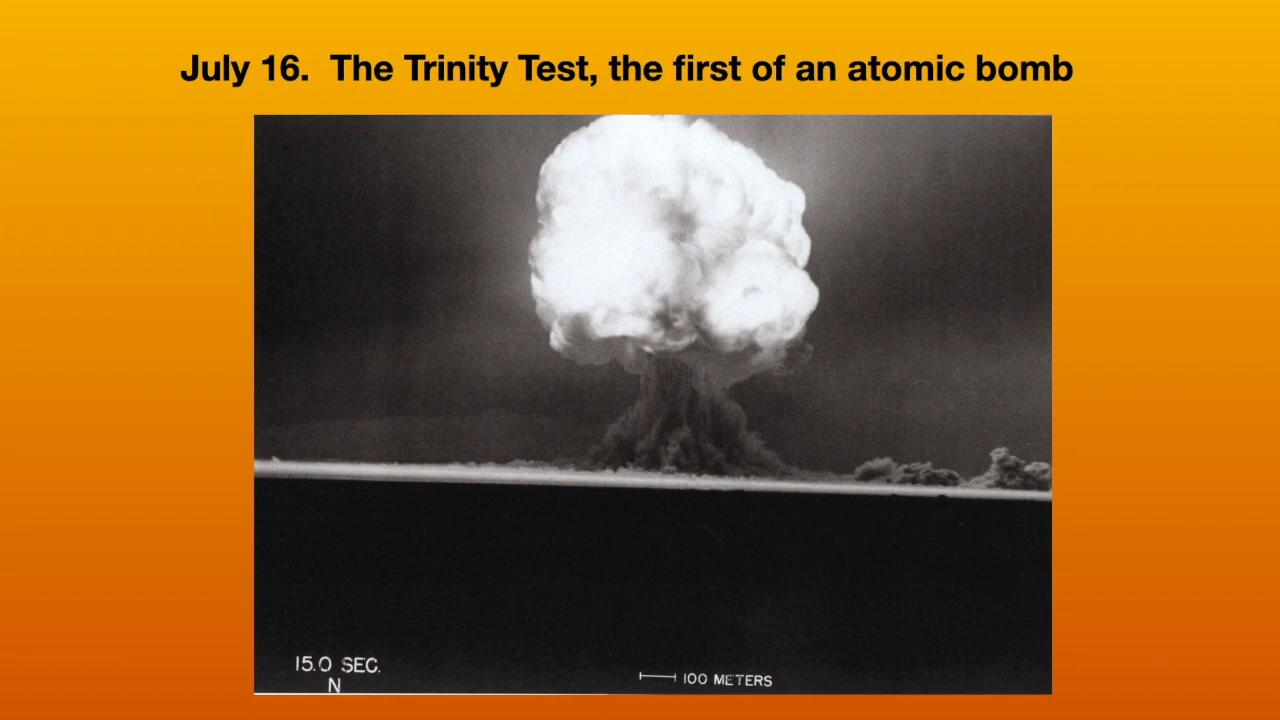 July 16.  The Trinity Test, the first of an atomic bomb
15.0 SEC.
N
100 METERS